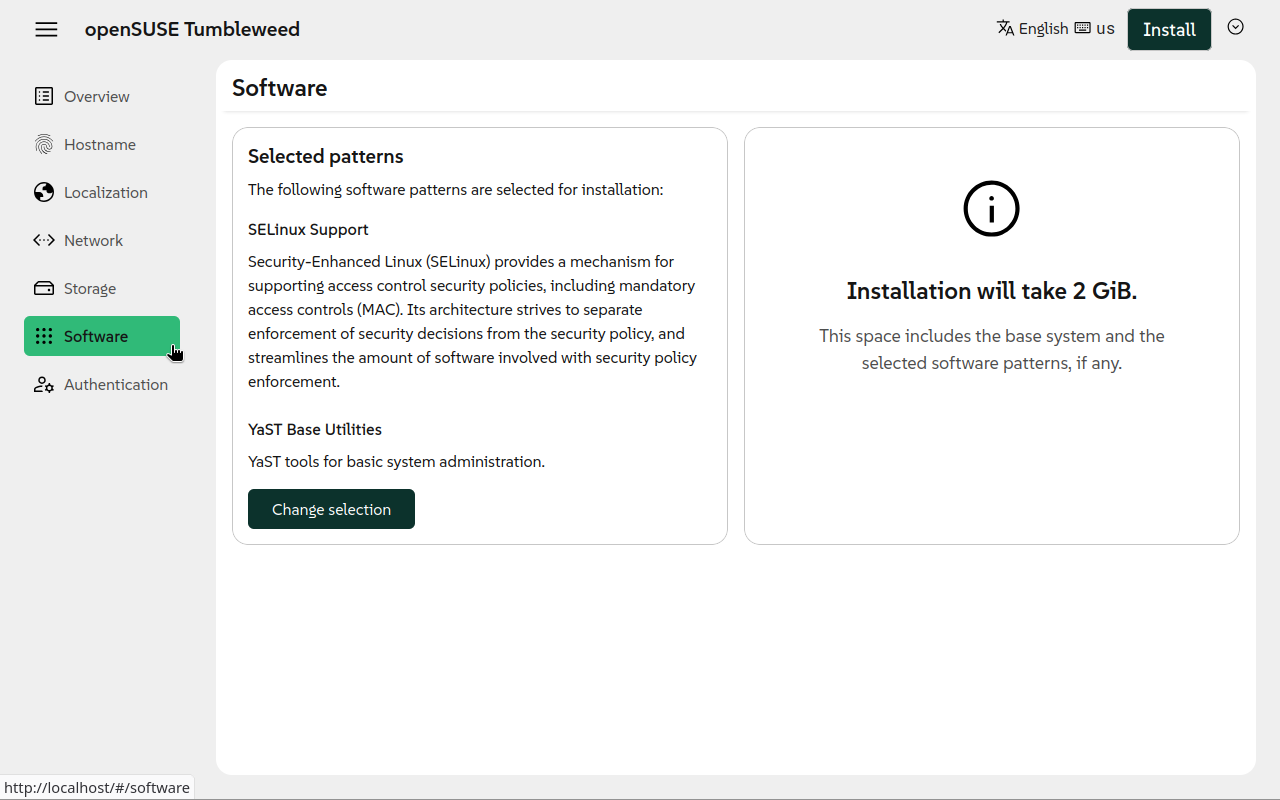 openSUSE Tumbleweed
English us
Install
Overview
Hostname
Localization
Network
Storage
Software
Authentication
Software
Selected patterns
The following software patterns are selected for installation:
SELinux Support
Security-Enhanced Linux (SELinux) provides a mechanism for
supporting access control security policies, including mandatory
access controls (MAC). Its architecture strives to separate
enforcement of security decisions from the security policy, and
streamlines the amount of software involved with security policy
enforcement.
YaST Base Utilities
YaST tools for basic system administration.
Change selection
Installation will take 2 GiB.
This space includes the base system and the
selected software patterns, if any.
http://localhost/#/software